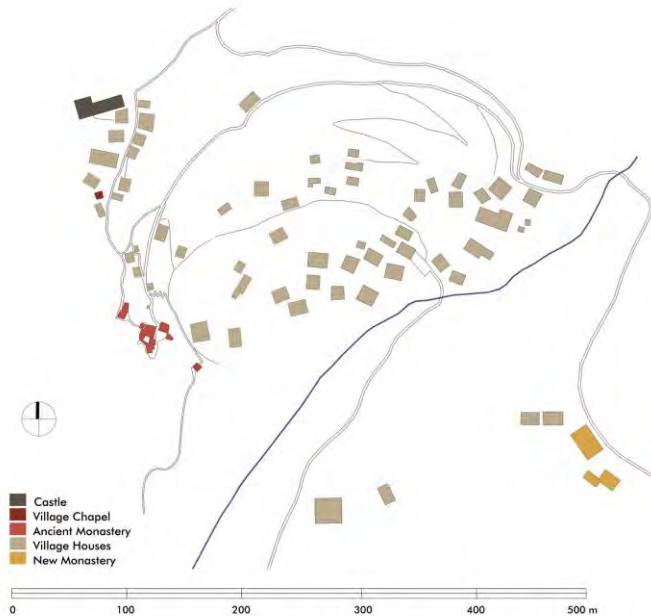 Castle
Village Chapel
Ancient Monastery
Village Houses
New Monastery
0 100 200 300 400 500 m